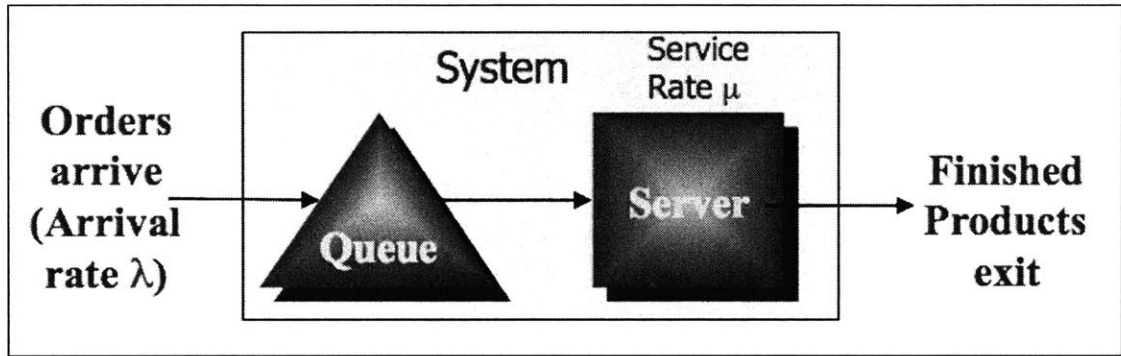 System
Service
Rate μ
Orders
arrive
(Arrival
rate λ)
Queue
Server
Finished
Products
exit